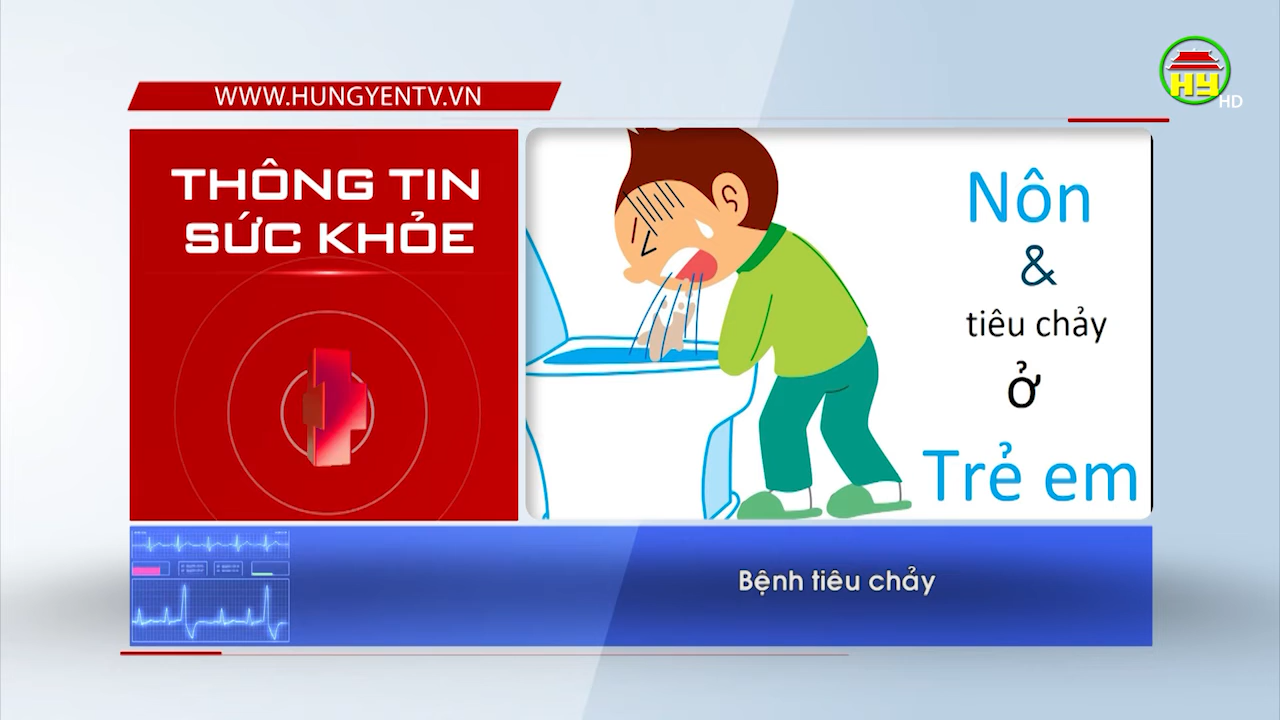 WWW.HUNGYENTV.VN
HY
HD
THÔNG TIN
SỨC KHỎE
Nôn
&
tiêu chảy
Ở
Trẻ em
Bệnh tiêu chảy